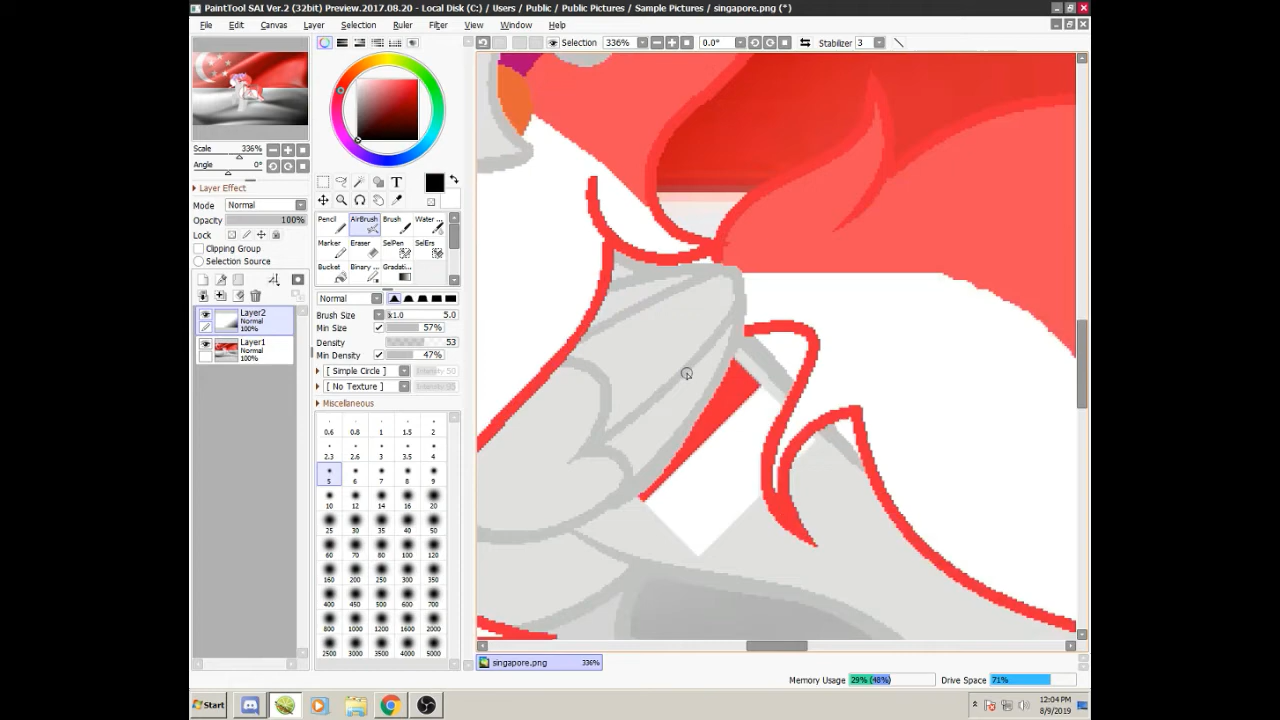 PaintTool SAI Ver.2 (32bit) Preview.2017.08.20 - Local Disk (C:) / Users / Public / Public Pictures / Sample Pictures / singapore.png (*)
File Edit Canvas Layer Selection Filter Ruler View Window Help
Selection 336% 0.0° Stabilizer 3
Scale 336%
Angle 0°
Layer Effect
Mode Normal
Opacity 100%
Lock
Clipping Group
Selection Source
Layer2
Normal
100%
Layer1
Normal
100%
T
Pencil AirBrush Brush Water ...
Marker Eraser SelPen SelErs
Bucket Binary ... Gradati...
Normal
Brush Size x1.0 5.0
Min Size 57%
Density 53
Min Density 47%
[ Simple Circle ] Intensity 50
[ No Texture ]
Miscellaneous
0.6 0.8 1 1.5 2
2.3 2.6 3 3.5 4
5 6 7 8 9
10 12 14 16 20
25 30 35 40 50
60 70 80 100 120
160 200 250 300 350
400 450 500 600 700
800 1000 1200 1600 2000
2500 3000 3500 4000 5000
singapore.png 336%
Memory Usage 29% (48%) Drive Space 71%
Start
12:04 PM
8/9/2019